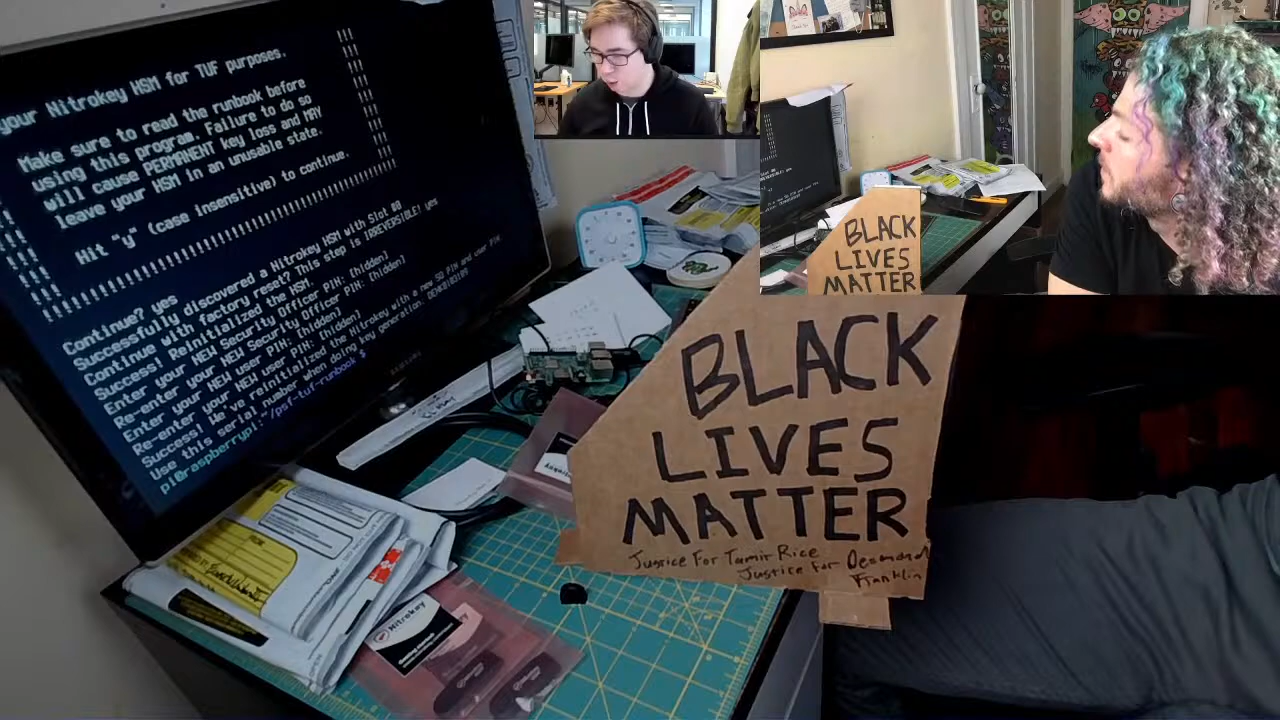 your Nitrokey HSM for TUF purposes.
Make sure to read the runbook before
using this program. Failure to do so
will cause PERMANENT key loss and MAY
leave your HSM in an unusable state.
Hit "y" (case insensitive) to continue.
Continue? yes
Successfully discovered a Nitrokey HSM with Slot #0
Continue with factory reset? This step is IRREVERSIBLE! yes
Success! Reinitialized the HSM.
Enter your NEW Security Officer PIN: [hidden]
Re-enter your NEW Security Officer PIN: [hidden]
Enter your NEW user PIN: [hidden]
Re-enter your NEW user PIN: [hidden]
Success! We've reinitialized the Nitrokey with a new SO PIN and user PIN
Use this serial number when doing key generation:
pi@raspberrypi:~/psf-tuf-runbook $
SAMSUNG
BLACK
LIVES
MATTER
BLACK
LIVES
MATTER
Justice For Tamir Rice
Justice For Desmond
Franklin
Nitrokey